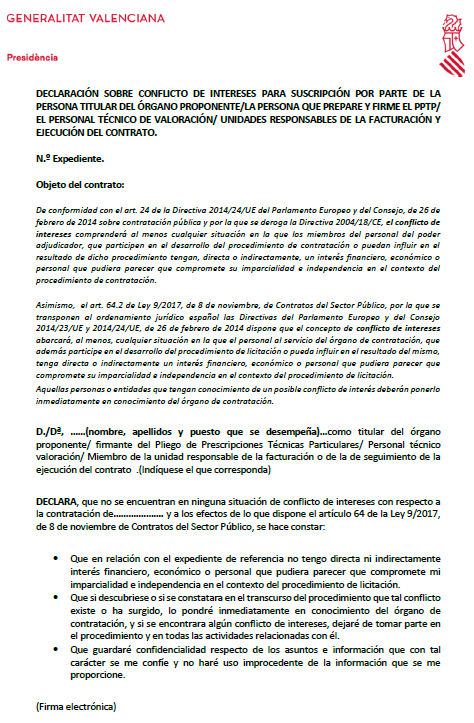 GENERALITAT VALENCIANA
Presidència
DECLARACIÓN SOBRE CONFLICTO DE INTERESES PARA SUSCRIPCIÓN POR PARTE DE LA
PERSONA TITULAR DEL ÓRGANO PROPONENTE/LA PERSONA QUE PREPARE Y FIRME EL PPTP/
EL PERSONAL TÉCNICO DE VALORACIÓN/ UNIDADES RESPONSABLES DE LA FACTURACIÓN Y
EJECUCIÓN DEL CONTRATO.
N.º Expediente.
Objeto del contrato:
De conformidad con el art. 24 de la Directiva 2014/24/UE del Parlamento Europeo y del Consejo, de 26 de
febrero de 2014 sobre contratación pública y por la que se deroga la Directiva 2004/18/CE, el conflicto de
intereses comprenderá al menos cualquier situación en la que los miembros del personal del poder
adjudicador, que participen en el desarrollo del procedimiento de contratación o puedan influir en el
resultado de dicho procedimiento tengan, directa o indirectamente, un interés financiero, económico o
personal que pudiera parecer que compromete su imparcialidad e independencia en el contexto del
procedimiento de contratación.
Asimismo, el art. 64.2 de Ley 9/2017, de 8 de noviembre, de Contratos del Sector Público, por la que se
transponen al ordenamiento jurídico español las Directivas del Parlamento Europeo y del Consejo
2014/23/UE y 2014/24/UE, de 26 de febrero de 2014 dispone que el concepto de conflicto de intereses
abarcará, al menos, cualquier situación en la que el personal al servicio del órgano de contratación, que
además participe en el desarrollo del procedimiento de licitación o pueda influir en el resultado del mismo,
tenga directa o indirectamente un interés financiero, económico o personal que pudiera parecer que
compromete su imparcialidad e independencia en el contexto del procedimiento de licitación.
Aquellas personas o entidades que tengan conocimiento de un posible conflicto de interés deberán ponerlo
inmediatamente en conocimiento del órgano de contratación.
D./Dª, ......(nombre, apellidos y puesto que se desempeña)...como titular del órgano
proponente/ firmante del Pliego de Prescripciones Técnicas Particulares/ Personal técnico
valoración/ Miembro de la unidad responsable de la facturación o de la de seguimiento de la
ejecución del contrato .(Indíquese el que corresponda)
DECLARA, que no se encuentran en ninguna situación de conflicto de intereses con respecto a
la contratación de.................... y a los efectos de lo que dispone el artículo 64 de la Ley 9/2017,
de 8 de noviembre de Contratos del Sector Público, se hace constar:
• Que en relación con el expediente de referencia no tengo directa ni indirectamente
interés financiero, económico o personal que pudiera parecer que compromete mi
imparcialidad e independencia en el contexto del procedimiento de licitación.
• Que si descubriese o si se constatara en el transcurso del procedimiento que tal conflicto
existe o ha surgido, lo pondré inmediatamente en conocimiento del órgano de
contratación, y si se encontrara algún conflicto de intereses, dejaré de tomar parte en
el procedimiento y en todas las actividades relacionadas con él.
• Que guardaré confidencialidad respecto de los asuntos e información que con tal
carácter se me confíe y no haré uso improcedente de la información que se me
proporcione.
(Firma electrónica)